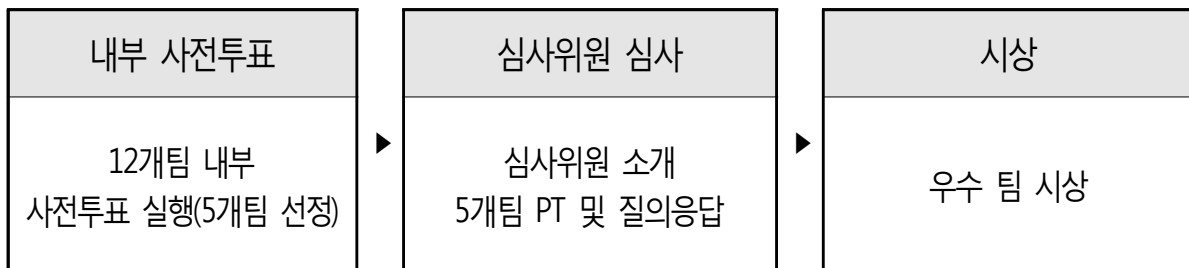 내부 사전투표
12개팀 내부
사전투표 실행(5개팀 선정)
▶
심사위원 심사
심사위원 소개
5개팀 PT 및 질의응답
▶
시상
우수 팀 시상